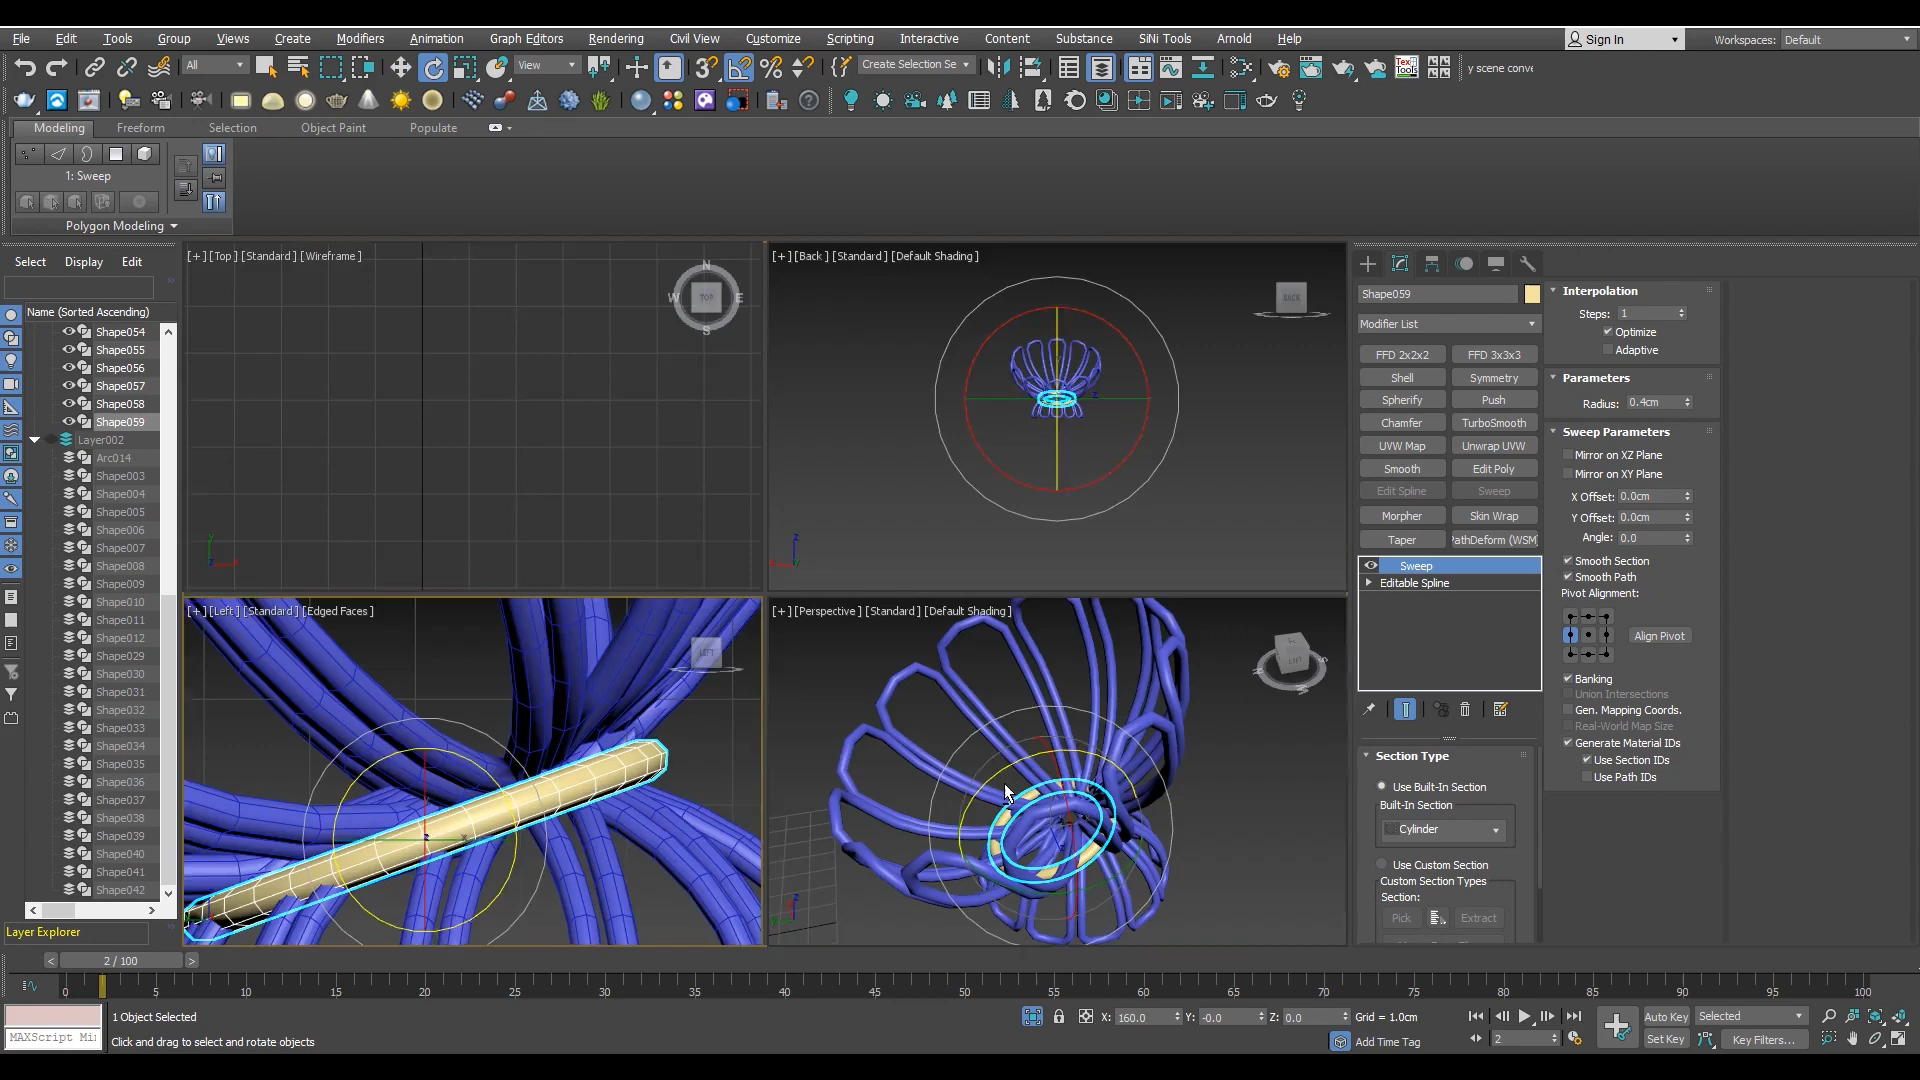 File Edit Tools Group Views Create Modifiers Animation Graph Editors Rendering Civil View Customize Scripting Interactive Content Substance SiNi Tools Arnold Help
Sign In
Workspaces: Default
All
View
Create Selection Se
y scene conve
Modeling Freeform Selection Object Paint Populate
1: Sweep
Polygon Modeling
Select Display Edit
Name (Sorted Ascending)
Shape054
Shape055
Shape056
Shape057
Shape058
Shape059
Layer002
Arc014
Shape003
Shape004
Shape005
Shape006
Shape007
Shape008
Shape009
Shape010
Shape011
Shape012
Shape029
Shape030
Shape031
Shape032
Shape033
Shape034
Shape035
Shape036
Shape037
Shape038
Shape039
Shape040
Shape041
Shape042
Layer Explorer
[+] [Top] [Standard] [Wireframe]
N
W TOP E
S
[+] [Back] [Standard] [Default Shading]
BACK
[+] [Left] [Standard] [Edged Faces]
LEFT
[+] [Perspective] [Standard] [Default Shading]
LEFT
Shape059
Modifier List
FFD 2x2x2 FFD 3x3x3
Shell Symmetry
Spherify Push
Chamfer TurboSmooth
UVW Map Unwrap UVW
Smooth Edit Poly
Edit Spline Sweep
Morpher Skin Wrap
Taper PathDeform (WSM)
Sweep
Editable Spline
Section Type
Use Built-In Section
Built-In Section
Cylinder
Use Custom Section
Custom Section Types
Section:
Pick Extract
Interpolation
Steps: 1
Optimize
Adaptive
Parameters
Radius: 0.4cm
Sweep Parameters
Mirror on XZ Plane
Mirror on XY Plane
X Offset: 0.0cm
Y Offset: 0.0cm
Angle: 0.0
Smooth Section
Smooth Path
Pivot Alignment:
Align Pivot
Banking
Union Intersections
Gen. Mapping Coords.
Real-World Map Size
Generate Material IDs
Use Section IDs
Use Path IDs
< 2 / 100 >
0 5 10 15 20 25 30 35 40 45 50 55 60 65 70 75 80 85 90 95 100
1 Object Selected
X: 160.0 Y: -0.0 Z: 0.0 Grid = 1.0cm
Auto Key Selected
MAXScript Mi
Click and drag to select and rotate objects
Add Time Tag
2
Set Key Key Filters...